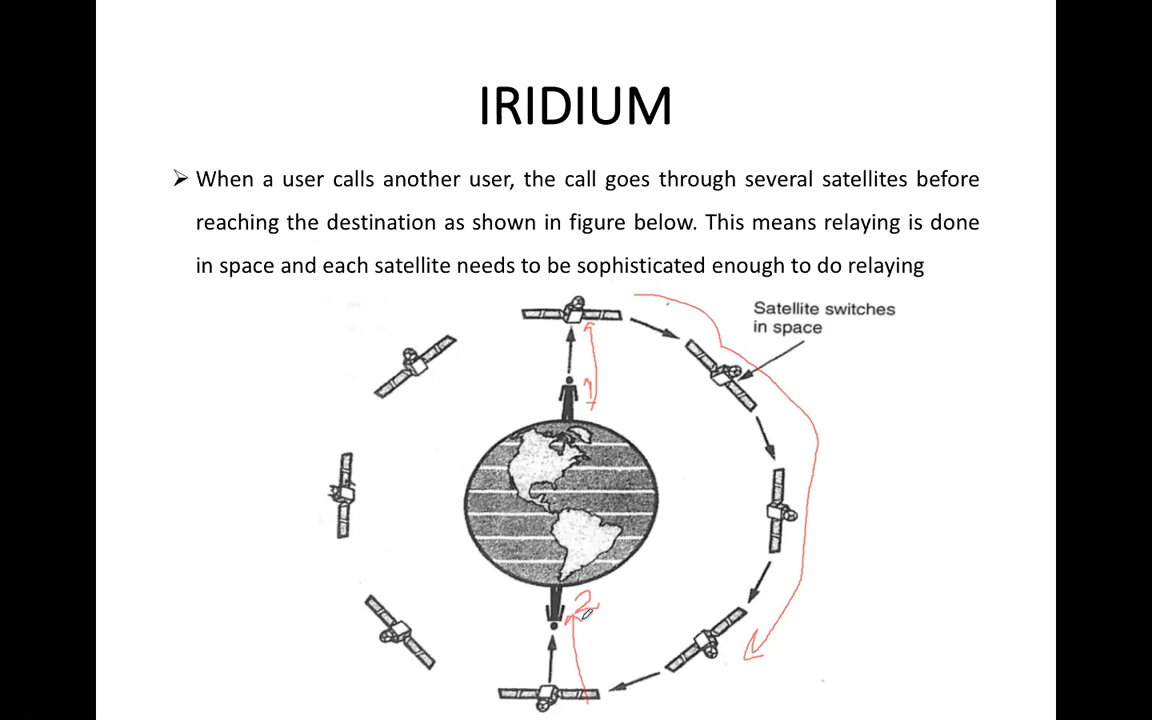 IRIDIUM
➢ When a user calls another user, the call goes through several satellites before
reaching the destination as shown in figure below. This means relaying is done
in space and each satellite needs to be sophisticated enough to do relaying
Satellite switches
in space
1
2